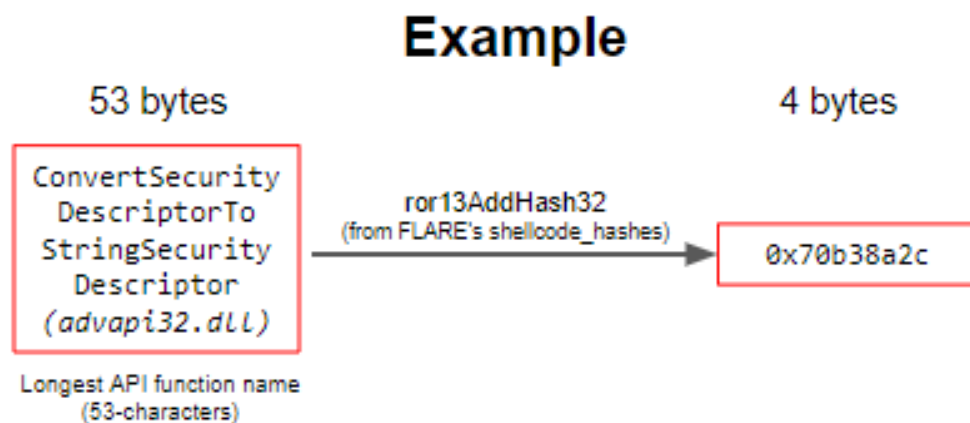 Example
53 bytes
4 bytes
ConvertSecurity
DescriptorTo
StringSecurity
Descriptor
(advapi32.dll)
ror13AddHash32
(from FLARE's shellcode_hashes)
0x70b38a2c
Longest API function name
(53-characters)